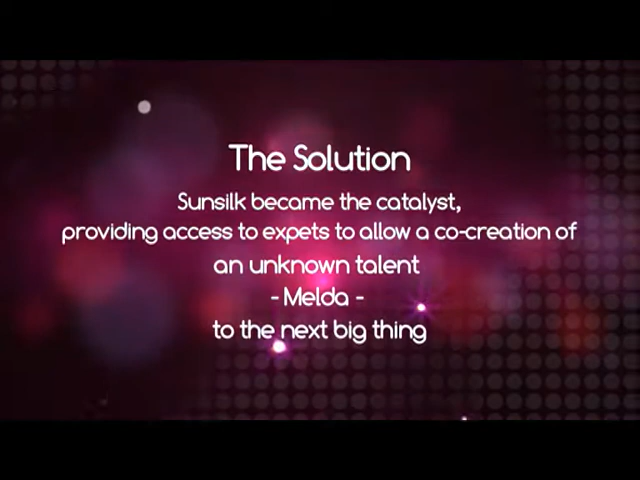 The Solution
Sunsilk became the catalyst,
providing access to expets to allow a co-creation of
an unknown talent
- Melda -
to the next big thing